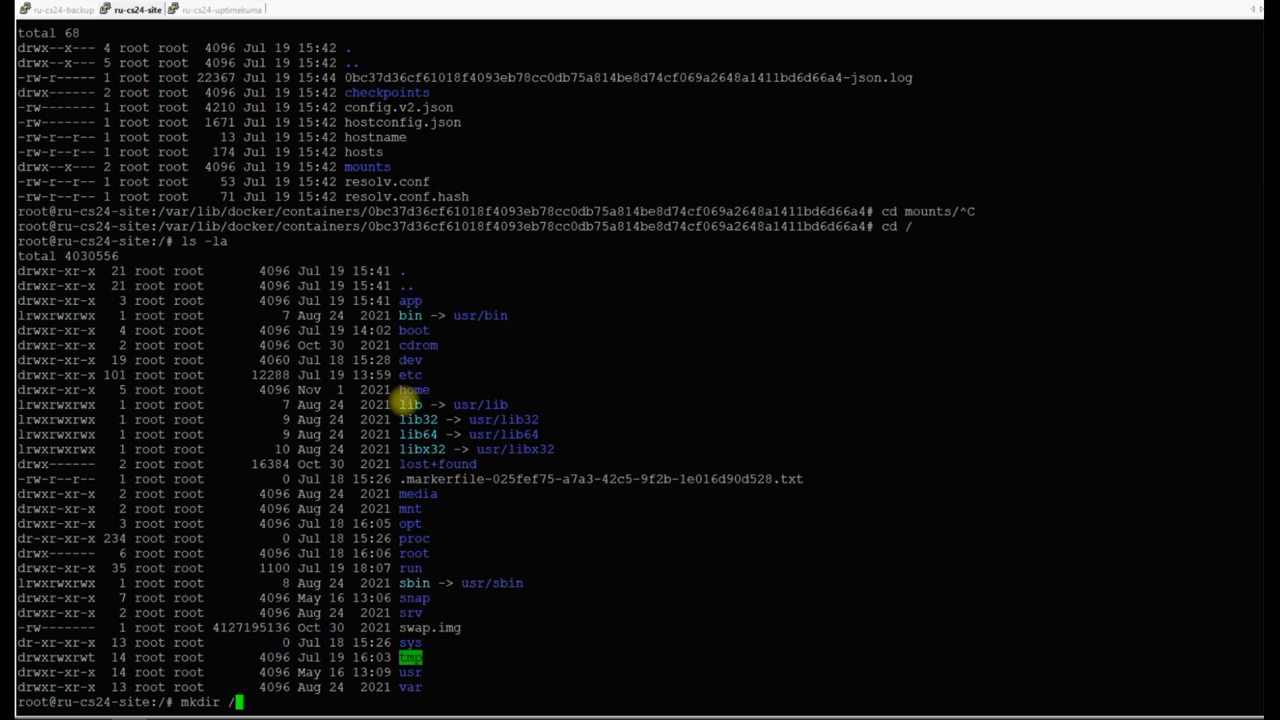 ru-cs24-backup ru-cs24-site ru-cs24-uptimekuma
total 68
drwx--x--- 4 root root 4096 Jul 19 15:42 .
drwx--x--- 5 root root 4096 Jul 19 15:42 ..
-rw-r----- 1 root root 22367 Jul 19 15:44 0bc37d36cf61018f4093eb78cc0db75a814be8d74cf069a2648a1411bd6d66a4-json.log
drwx------ 2 root root 4096 Jul 19 15:42 checkpoints
-rw------- 1 root root 4210 Jul 19 15:42 config.v2.json
-rw------- 1 root root 1671 Jul 19 15:42 hostconfig.json
-rw-r--r-- 1 root root 13 Jul 19 15:42 hostname
-rw-r--r-- 1 root root 174 Jul 19 15:42 hosts
drwx--x--- 2 root root 4096 Jul 19 15:42 mounts
-rw-r--r-- 1 root root 53 Jul 19 15:42 resolv.conf
-rw-r--r-- 1 root root 71 Jul 19 15:42 resolv.conf.hash
root@ru-cs24-site:/var/lib/docker/containers/0bc37d36cf61018f4093eb78cc0db75a814be8d74cf069a2648a1411bd6d66a4# cd mounts/^C
root@ru-cs24-site:/var/lib/docker/containers/0bc37d36cf61018f4093eb78cc0db75a814be8d74cf069a2648a1411bd6d66a4# cd /
root@ru-cs24-site:/# ls -la
total 4030556
drwxr-xr-x 21 root root 4096 Jul 19 15:41 .
drwxr-xr-x 21 root root 4096 Jul 19 15:41 ..
drwxr-xr-x 3 root root 4096 Jul 19 15:41 app
lrwxrwxrwx 1 root root 7 Aug 24 2021 bin -> usr/bin
drwxr-xr-x 4 root root 4096 Jul 19 14:02 boot
drwxr-xr-x 2 root root 4096 Oct 30 2021 cdrom
drwxr-xr-x 19 root root 4060 Jul 18 15:28 dev
drwxr-xr-x 101 root root 12288 Jul 19 13:59 etc
drwxr-xr-x 5 root root 4096 Nov 1 2021 home
lrwxrwxrwx 1 root root 7 Aug 24 2021 lib -> usr/lib
lrwxrwxrwx 1 root root 9 Aug 24 2021 lib32 -> usr/lib32
lrwxrwxrwx 1 root root 9 Aug 24 2021 lib64 -> usr/lib64
lrwxrwxrwx 1 root root 10 Aug 24 2021 libx32 -> usr/libx32
drwx------ 2 root root 16384 Oct 30 2021 lost+found
-rw-r--r-- 1 root root 0 Jul 18 15:26 .markerfile-025fef75-a7a3-42c5-9f2b-1e016d90d528.txt
drwxr-xr-x 2 root root 4096 Aug 24 2021 media
drwxr-xr-x 2 root root 4096 Aug 24 2021 mnt
drwxr-xr-x 3 root root 4096 Jul 18 16:05 opt
dr-xr-xr-x 234 root root 0 Jul 18 15:26 proc
drwx------ 6 root root 4096 Jul 18 16:06 root
drwxr-xr-x 35 root root 1100 Jul 19 18:07 run
lrwxrwxrwx 1 root root 8 Aug 24 2021 sbin -> usr/sbin
drwxr-xr-x 7 root root 4096 May 16 13:06 snap
drwxr-xr-x 2 root root 4096 Aug 24 2021 srv
-rw------- 1 root root 4127195136 Oct 30 2021 swap.img
dr-xr-xr-x 13 root root 0 Jul 18 15:26 sys
drwxrwxrwt 14 root root 4096 Jul 19 16:03 tmp
drwxr-xr-x 14 root root 4096 May 16 13:09 usr
drwxr-xr-x 13 root root 4096 Aug 24 2021 var
root@ru-cs24-site:/# mkdir /